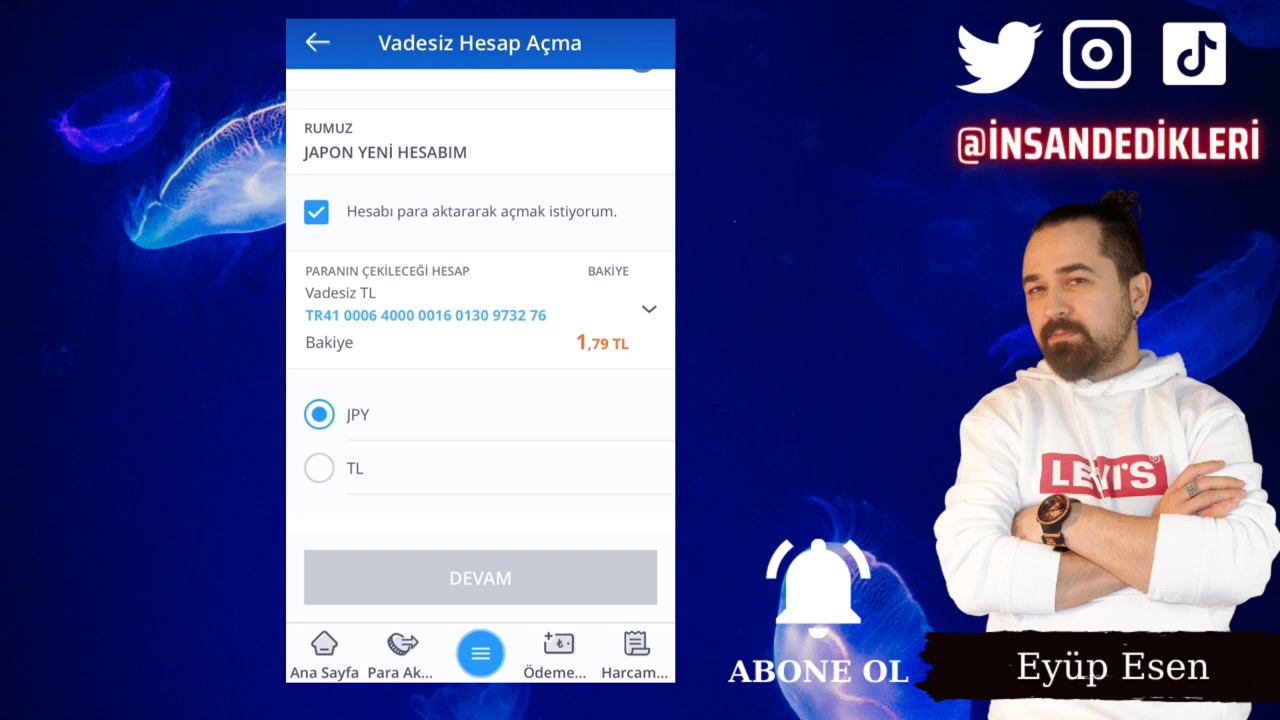 Vadesiz Hesap Açma
RUMUZ
JAPON YENİ HESABIM
Hesabı para aktararak açmak istiyorum.
PARANIN ÇEKİLECEĞİ HESAP
BAKİYE
Vadesiz TL
TR41 0006 4000 0016 0130 9732 76
Bakiye
1,79 TL
JPY
TL
DEVAM
Ana Sayfa
Para Ak...
Ödeme...
Harcam...
@İNSANDEDİKLERİ
LEVI'S
®
ABONE OL
Eyüp Esen